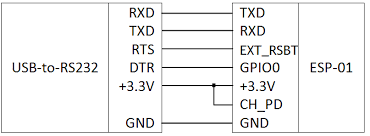 RXD TXD
TXD RXD
RTS EXT_RSBT
USB-to-RS232 DTR GPIO0 ESP-01
+3.3V +3.3V
CH_PD
GND GND